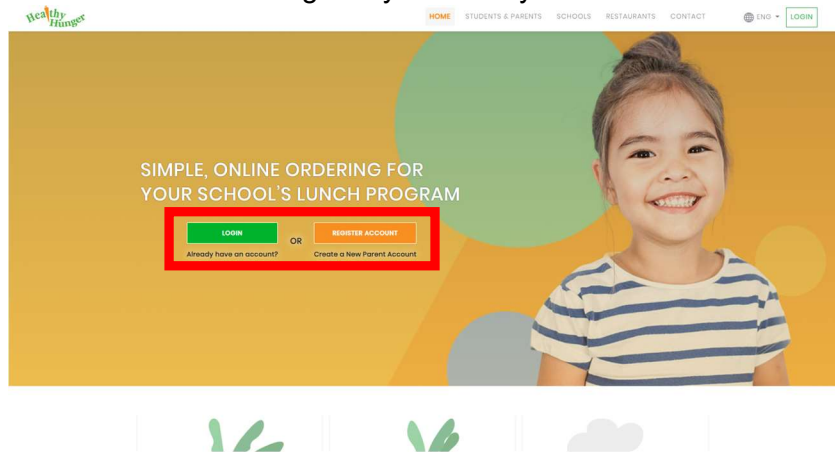 Healthy
Hunger
HOME STUDENTS & PARENTS SCHOOLS RESTAURANTS CONTACT ENG LOGIN
SIMPLE, ONLINE ORDERING FOR
YOUR SCHOOL'S LUNCH PROGRAM
LOGIN OR REGISTER ACCOUNT
Already have an account? Create a New Parent Account